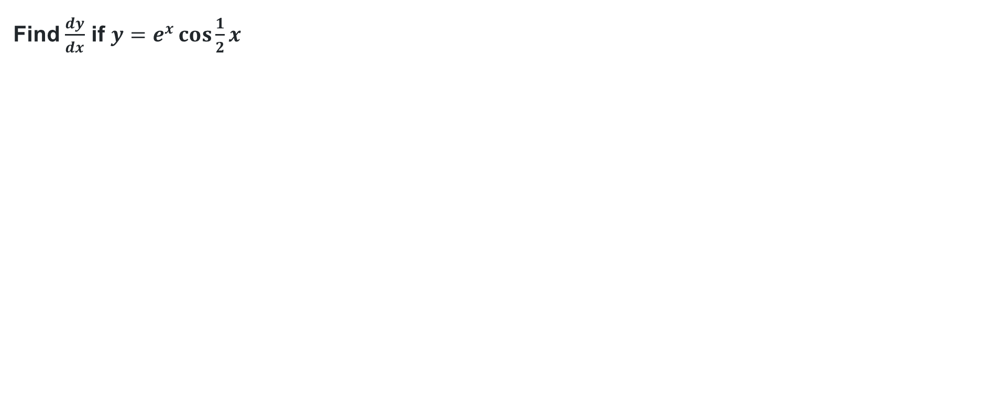 Find dy/dx if y = e^x cos 1/2 x